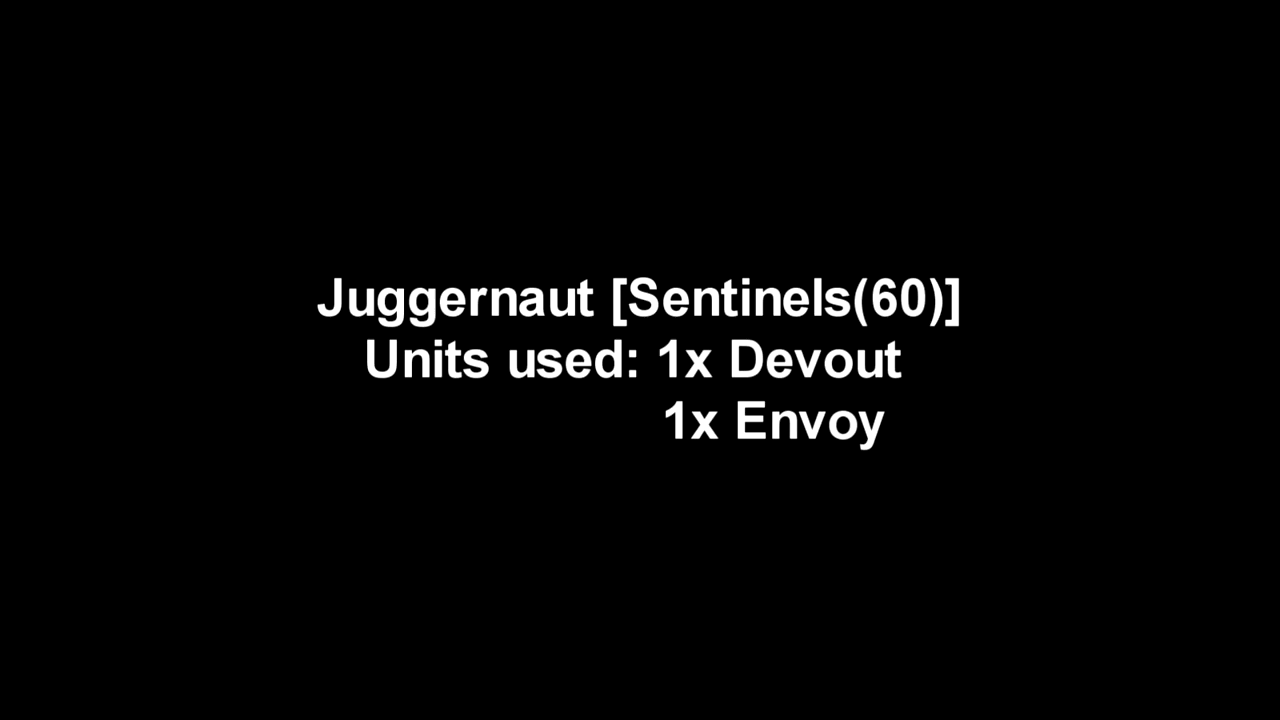 Juggernaut [Sentinels(60)]
Units used: 1x Devout
1x Envoy